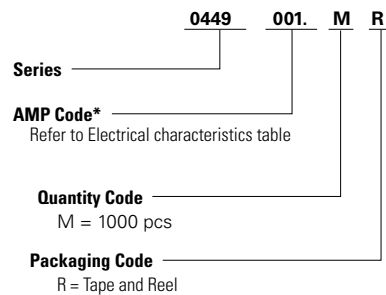 0449 001. M R
Series
AMP Code*
Refer to Electrical characteristics table
Quantity Code
M = 1000 pcs
Packaging Code
R = Tape and Reel